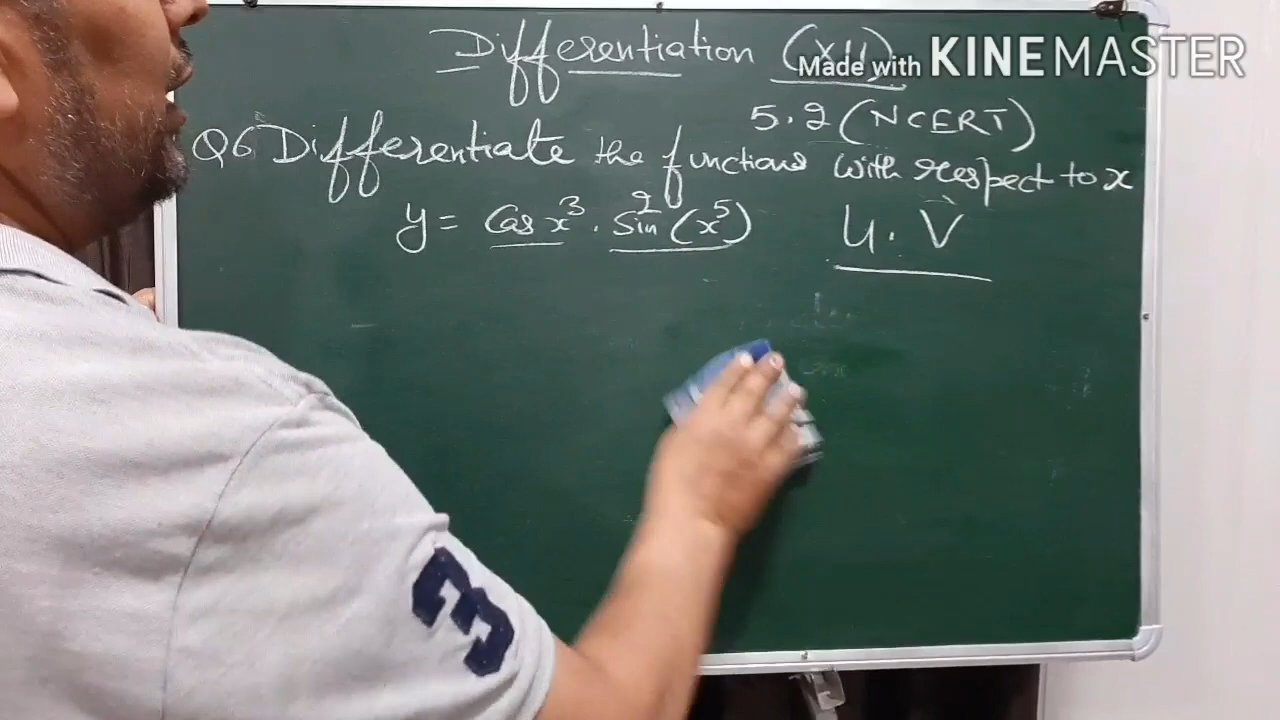 Differentiation (XII)
Made with KINEMASTER
5.2 (NCERT)
Q6 Differentiate the functions with respect to x
y = Cos x³ . Sin² (x⁵) U . V
3